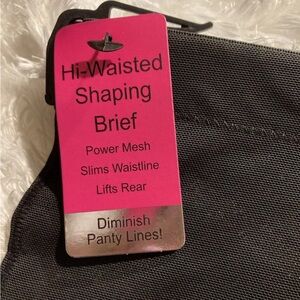 Hi-Waisted
Shaping
Brief
Power Mesh
Slims Waistline
Lifts Rear
Diminish
Panty Lines!